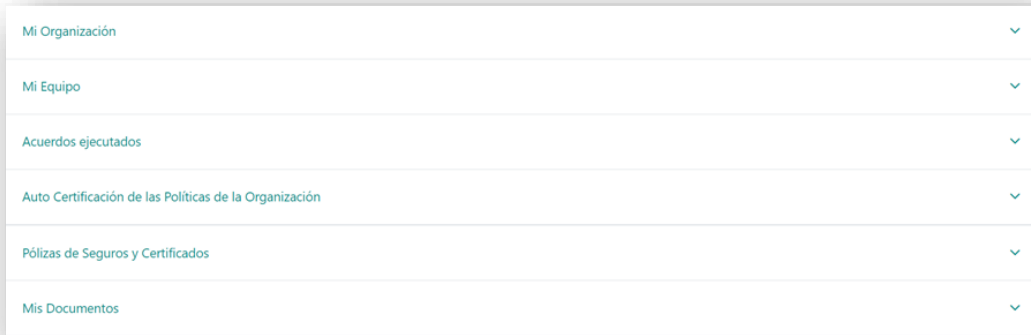 Mi Organización
Mi Equipo
Acuerdos ejecutados
Auto Certificación de las Políticas de la Organización
Pólizas de Seguros y Certificados
Mis Documentos